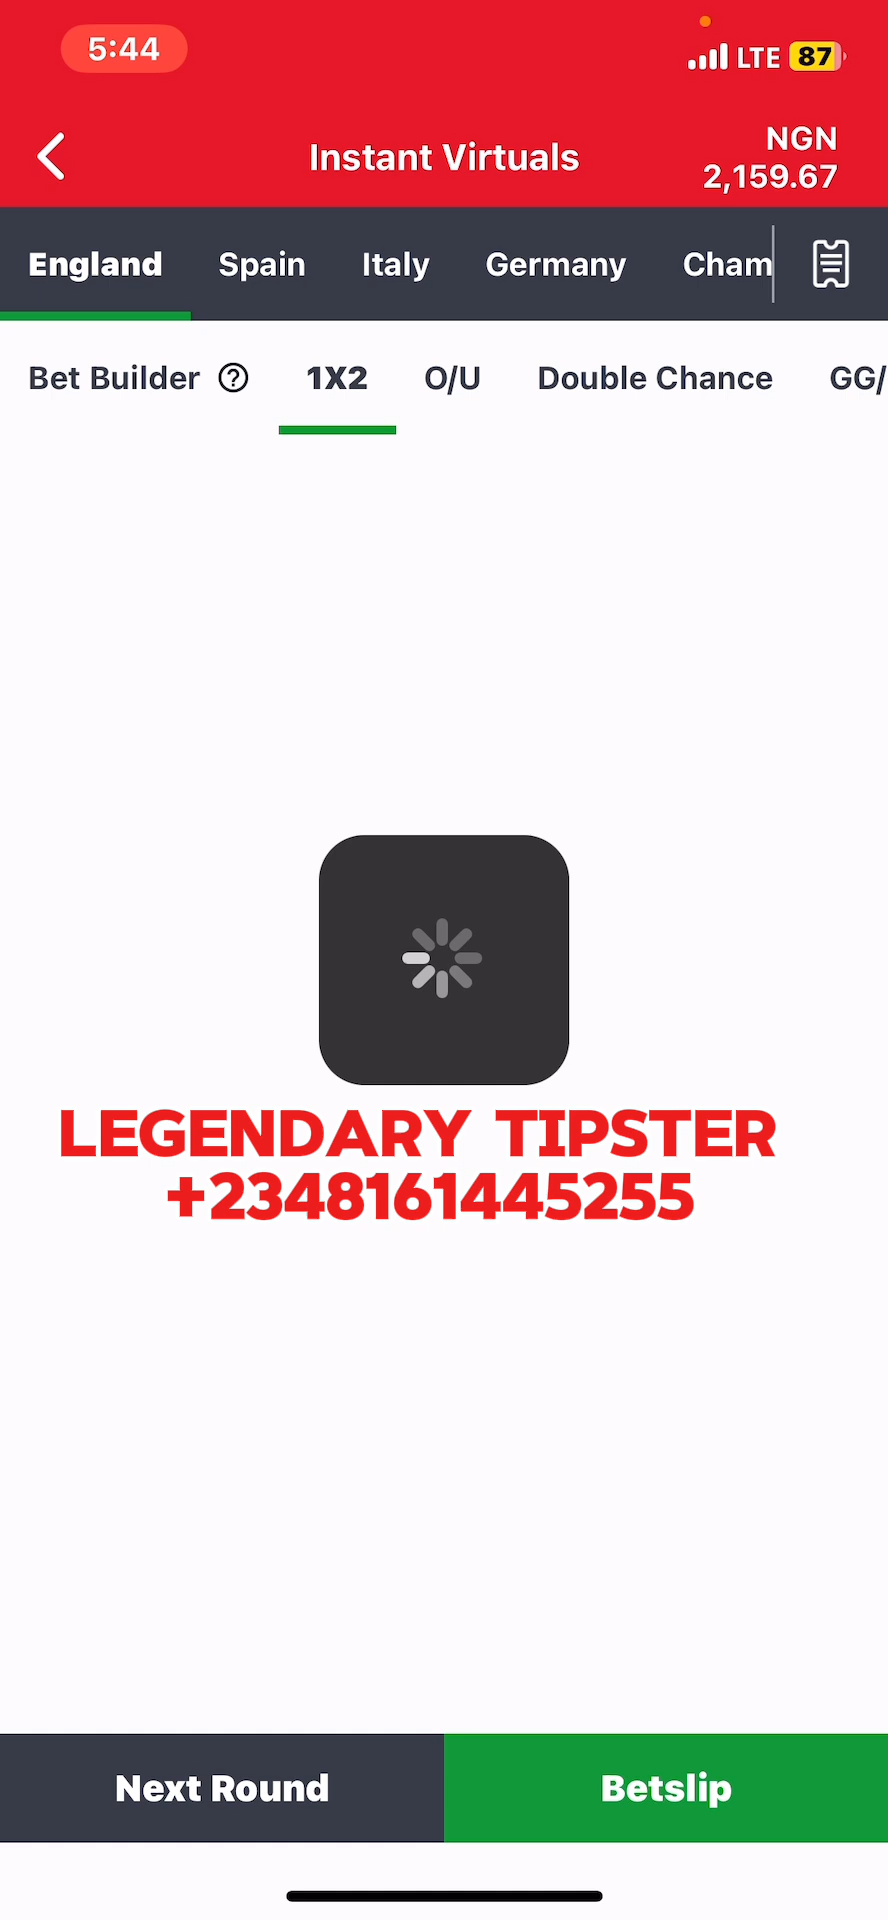 5:44
LTE 87
Instant Virtuals
NGN
2,159.67
England Spain Italy Germany Cham
Bet Builder ? 1X2 O/U Double Chance GG/
LEGENDARY TIPSTER
+2348161445255
Next Round Betslip